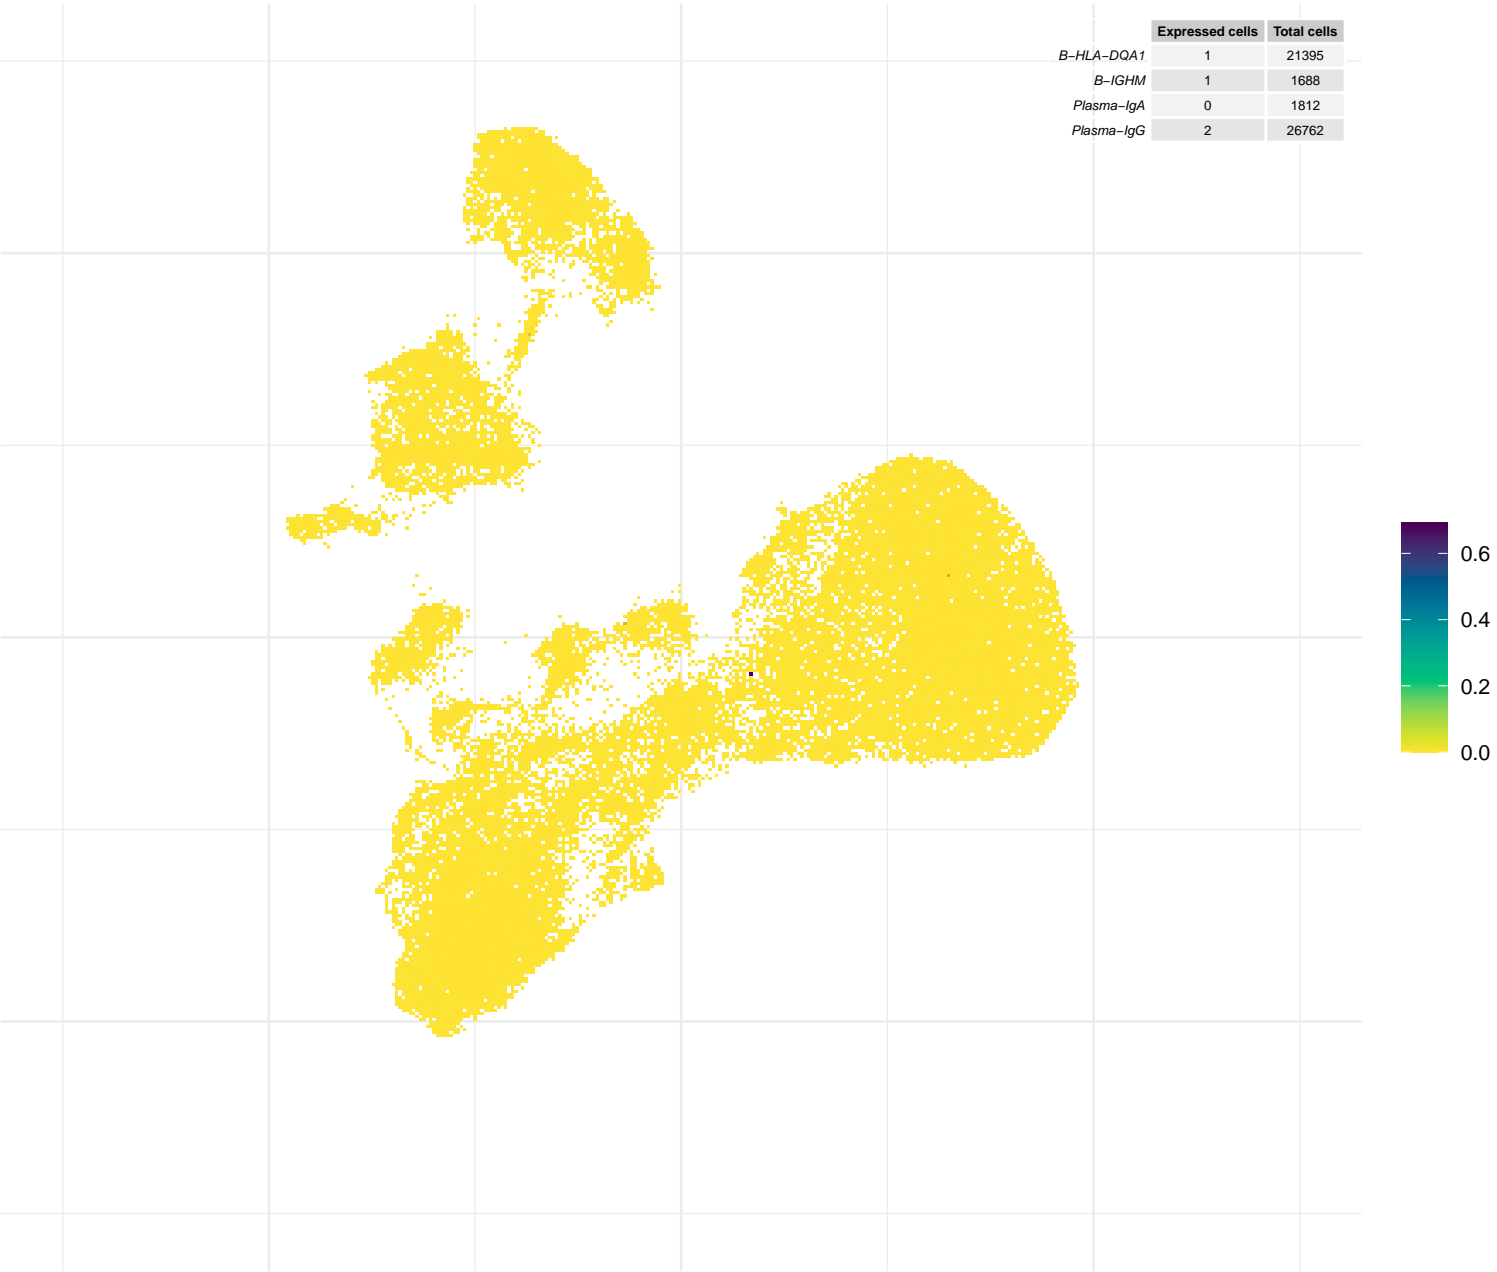 Expressed cells Total cells
B−HLA−DQA1 1 21395
B−IGHM 1 1688
Plasma−IgA 0 1812
Plasma−IgG 2 26762
0.6
0.4
0.2
0.0